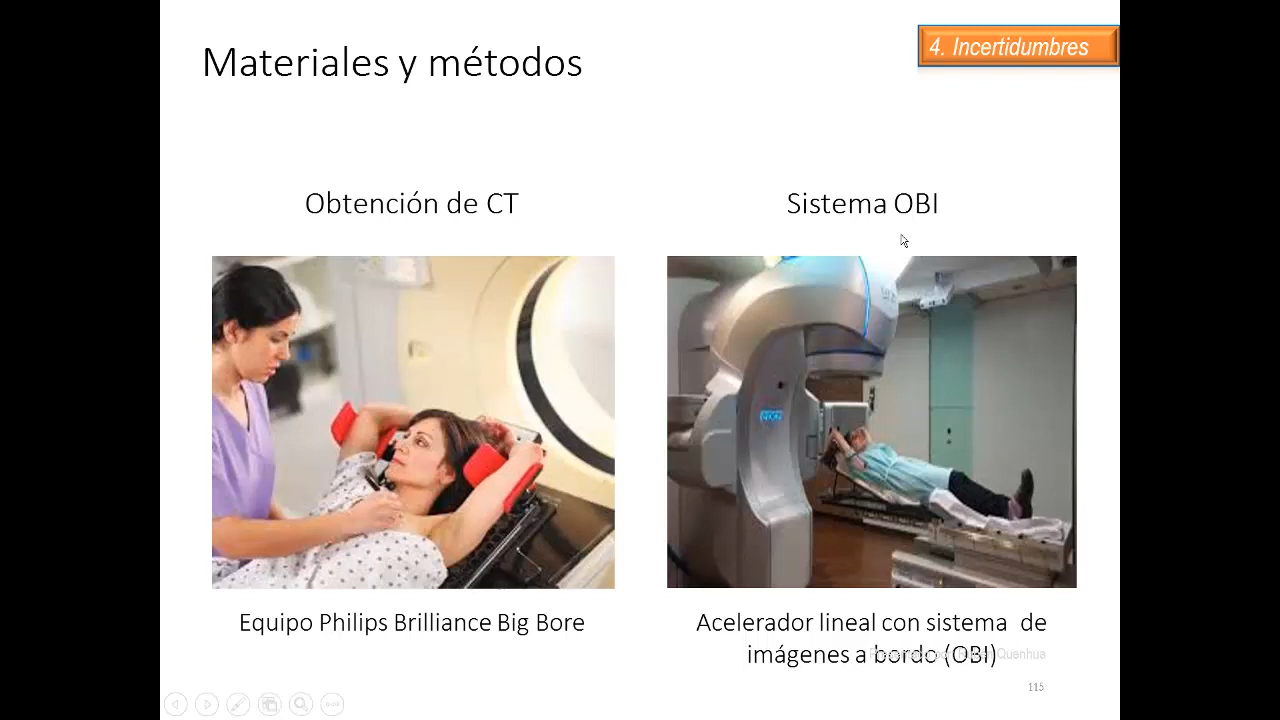 Materiales y métodos
4. Incertidumbres
Obtención de CT
Sistema OBI
Equipo Philips Brilliance Big Bore
Acelerador lineal con sistema de
imágenes a bordo (OBI)
Quenhua
115